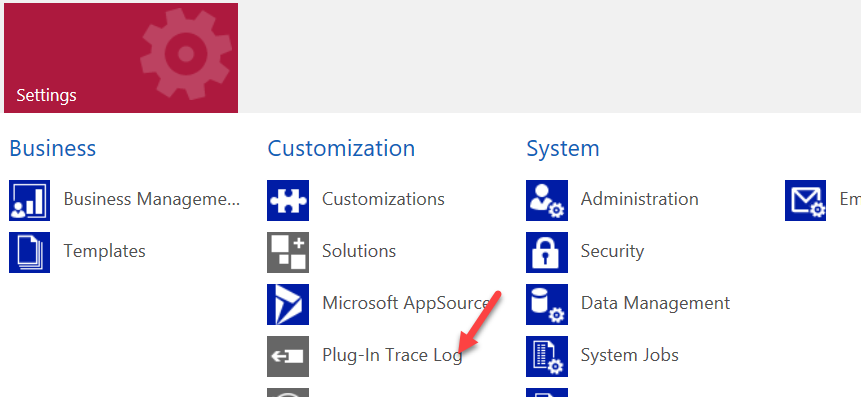 Settings
Business
Customization
System
Business Manageme...
Customizations
Administration
Em
Templates
Solutions
Security
Microsoft AppSource
Data Management
Plug-In Trace Log
System Jobs